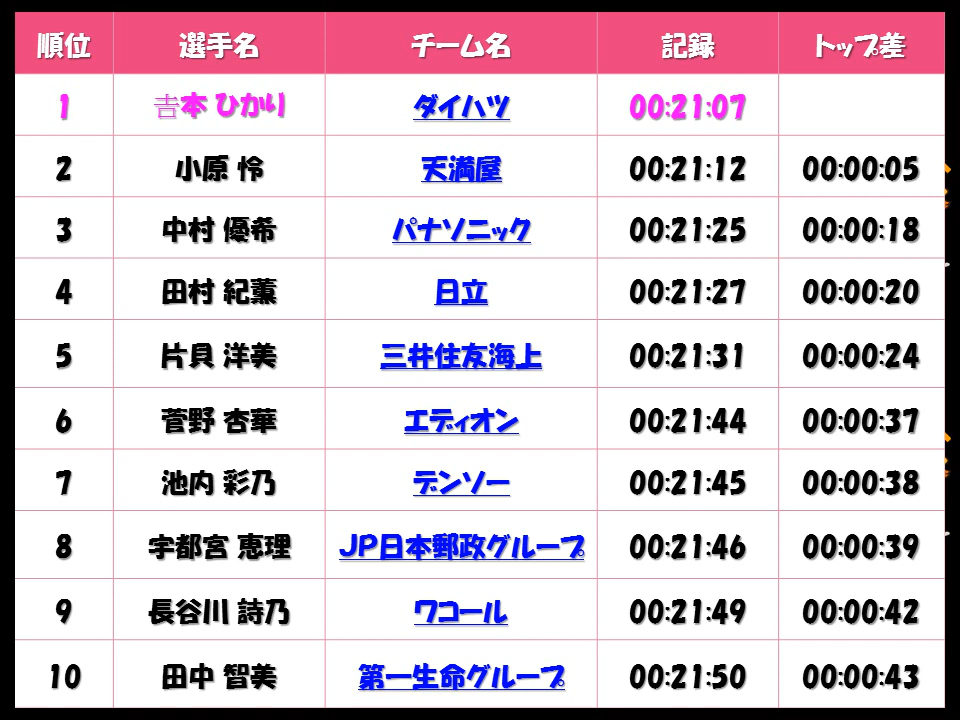 順位 選手名 チーム名 記録 トップ差
1 𠮷本 ひかり ダイハツ 00:21:07
2 小原 怜 天満屋 00:21:12 00:00:05
3 中村 優希 パナソニック 00:21:25 00:00:18
4 田村 紀薫 日立 00:21:27 00:00:20
5 片貝 洋美 三井住友海上 00:21:31 00:00:24
6 菅野 杏華 エディオン 00:21:44 00:00:37
7 池内 彩乃 デンソー 00:21:45 00:00:38
8 宇都宮 恵理 JP日本郵政グループ 00:21:46 00:00:39
9 長谷川 詩乃 ワコール 00:21:49 00:00:42
10 田中 智美 第一生命グループ 00:21:50 00:00:43